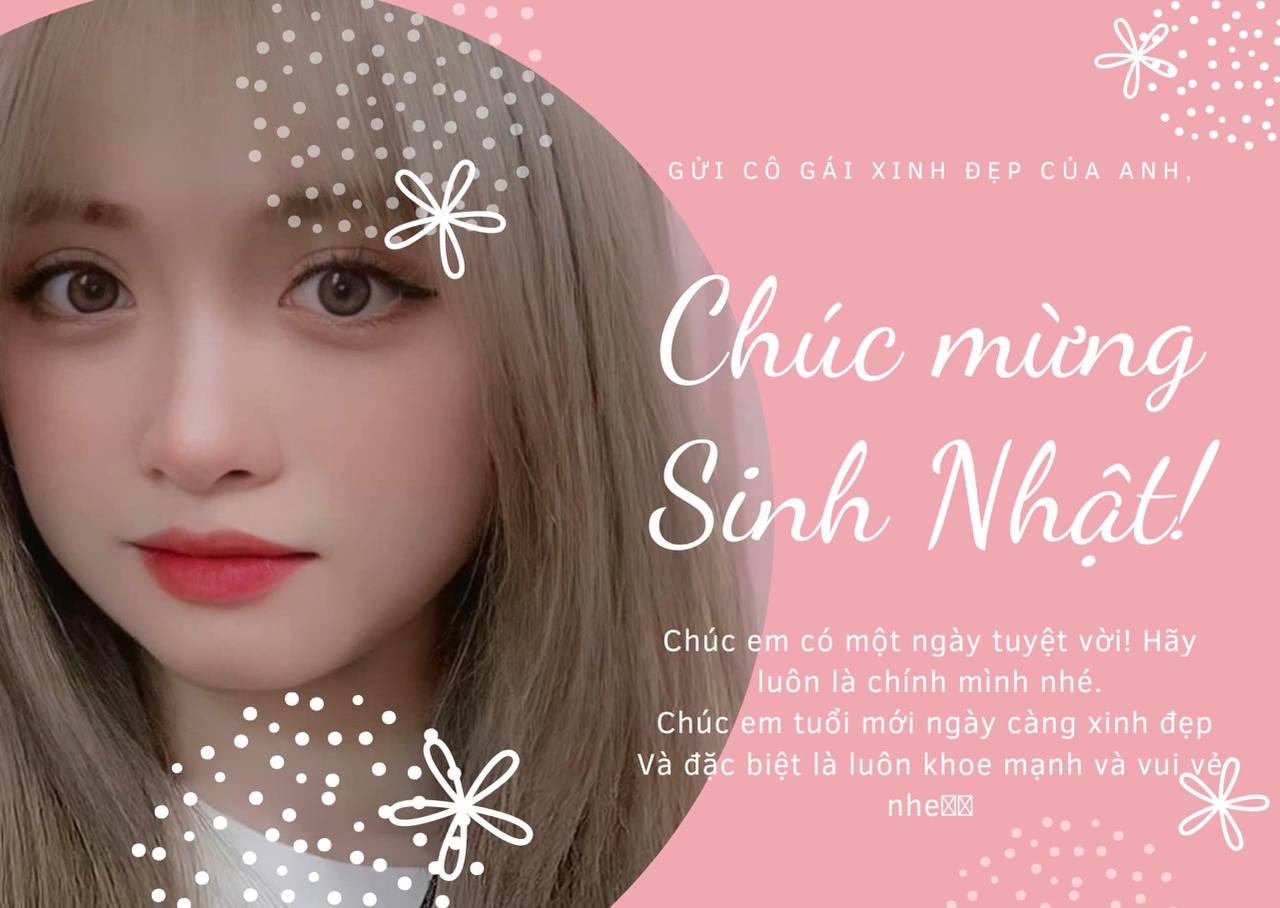 GỬI CÔ GÁI XINH ĐẸP CỦA ANH,
Chúc mừng
Sinh Nhật!
Chúc em có một ngày tuyệt vời! Hãy
luôn là chính mình nhé.
Chúc em tuổi mới ngày càng xinh đẹp
Và đặc biệt là luôn khoe mạnh và vui vẻ
nhe